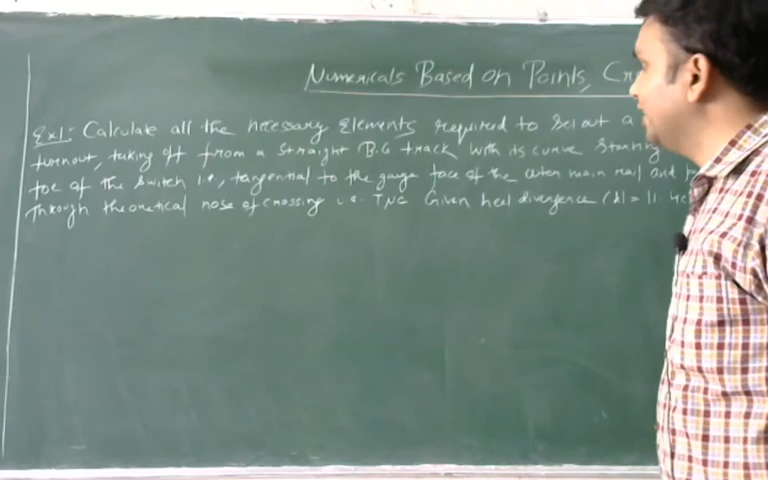 Numericals Based on Points, Cr
Ex1:- Calculate all the necessary Elements required to Set out a
turnout, taking off from a Straight B.G track, with its curve Starting
toe of the Switch i.e., tangential to the gauge face of the outer main rail and
through theoretical nose of crossing i.e. TNC Given heel divergence (d) = 11.4c